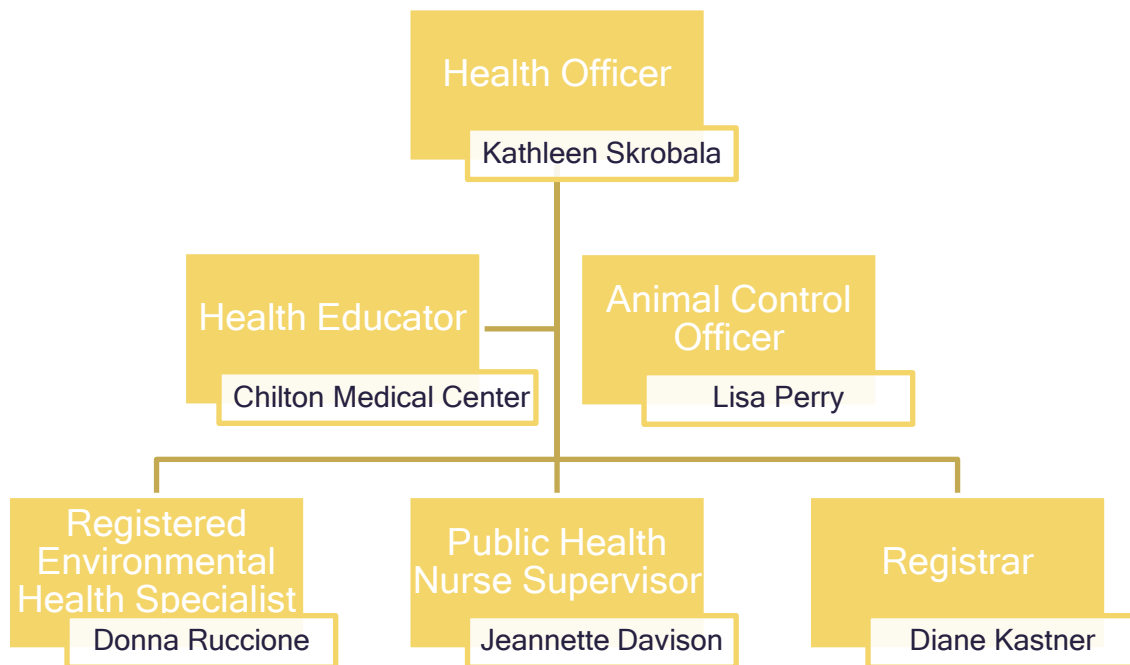 Health Officer
Kathleen Skrobala
Health Educator
Chilton Medical Center
Animal Control
Officer
Lisa Perry
Registered
Environmental
Health Specialist
Donna Ruccione
Public Health
Nurse Supervisor
Jeannette Davison
Registrar
Diane Kastner